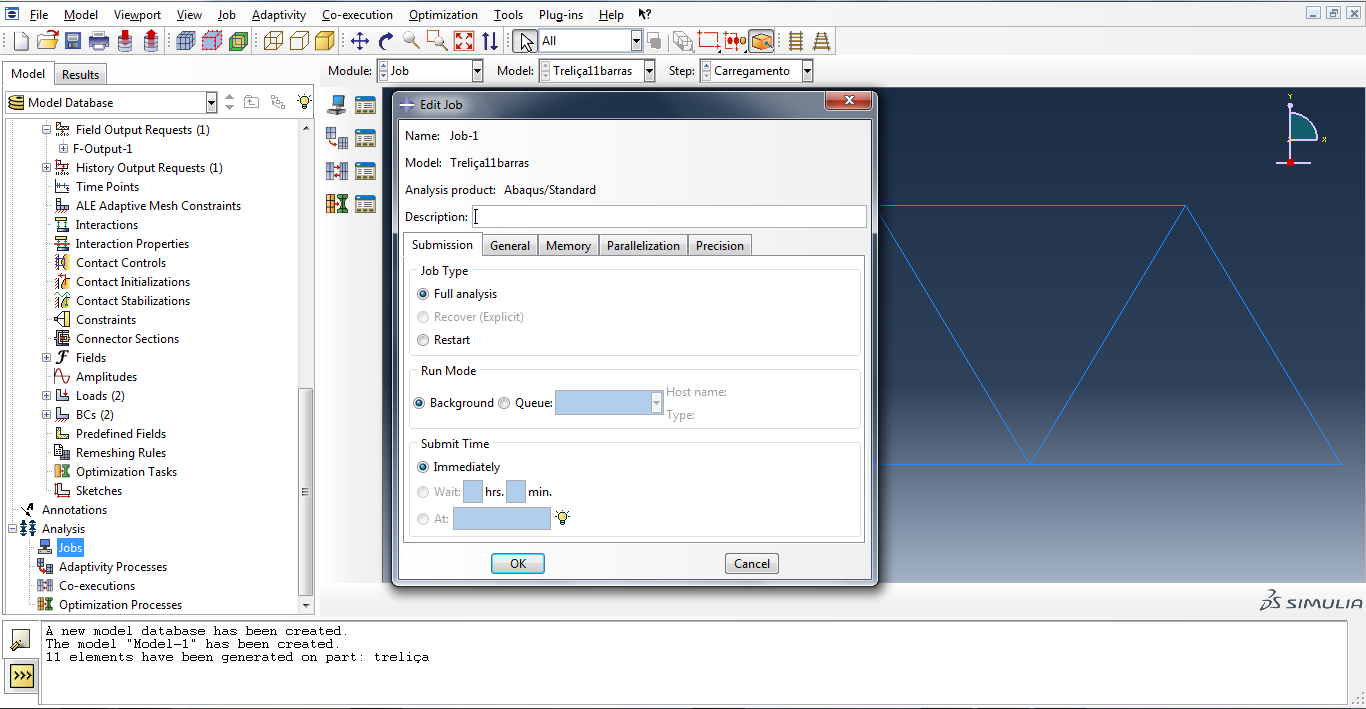 File Model Viewport View Job Adaptivity Co-execution Optimization Tools Plug-ins Help
All
Model Results
Module: Job Model: Treliça11barras Step: Carregamento
Model Database
Field Output Requests (1)
F-Output-1
History Output Requests (1)
Time Points
ALE Adaptive Mesh Constraints
Interactions
Interaction Properties
Contact Controls
Contact Initializations
Contact Stabilizations
Constraints
Connector Sections
Fields
Amplitudes
Loads (2)
BCs (2)
Predefined Fields
Remeshing Rules
Optimization Tasks
Sketches
Annotations
Analysis
Jobs
Adaptivity Processes
Co-executions
Optimization Processes
Edit Job
Name: Job-1
Model: Treliça11barras
Analysis product: Abaqus/Standard
Description:
Submission General Memory Parallelization Precision
Job Type
Full analysis
Recover (Explicit)
Restart
Run Mode
Background Queue: Host name:
Type:
Submit Time
Immediately
Wait: hrs. min.
At:
OK Cancel
Y
X
Z
SIMULIA
A new model database has been created.
The model "Model-1" has been created.
11 elements have been generated on part: treliça
>>>